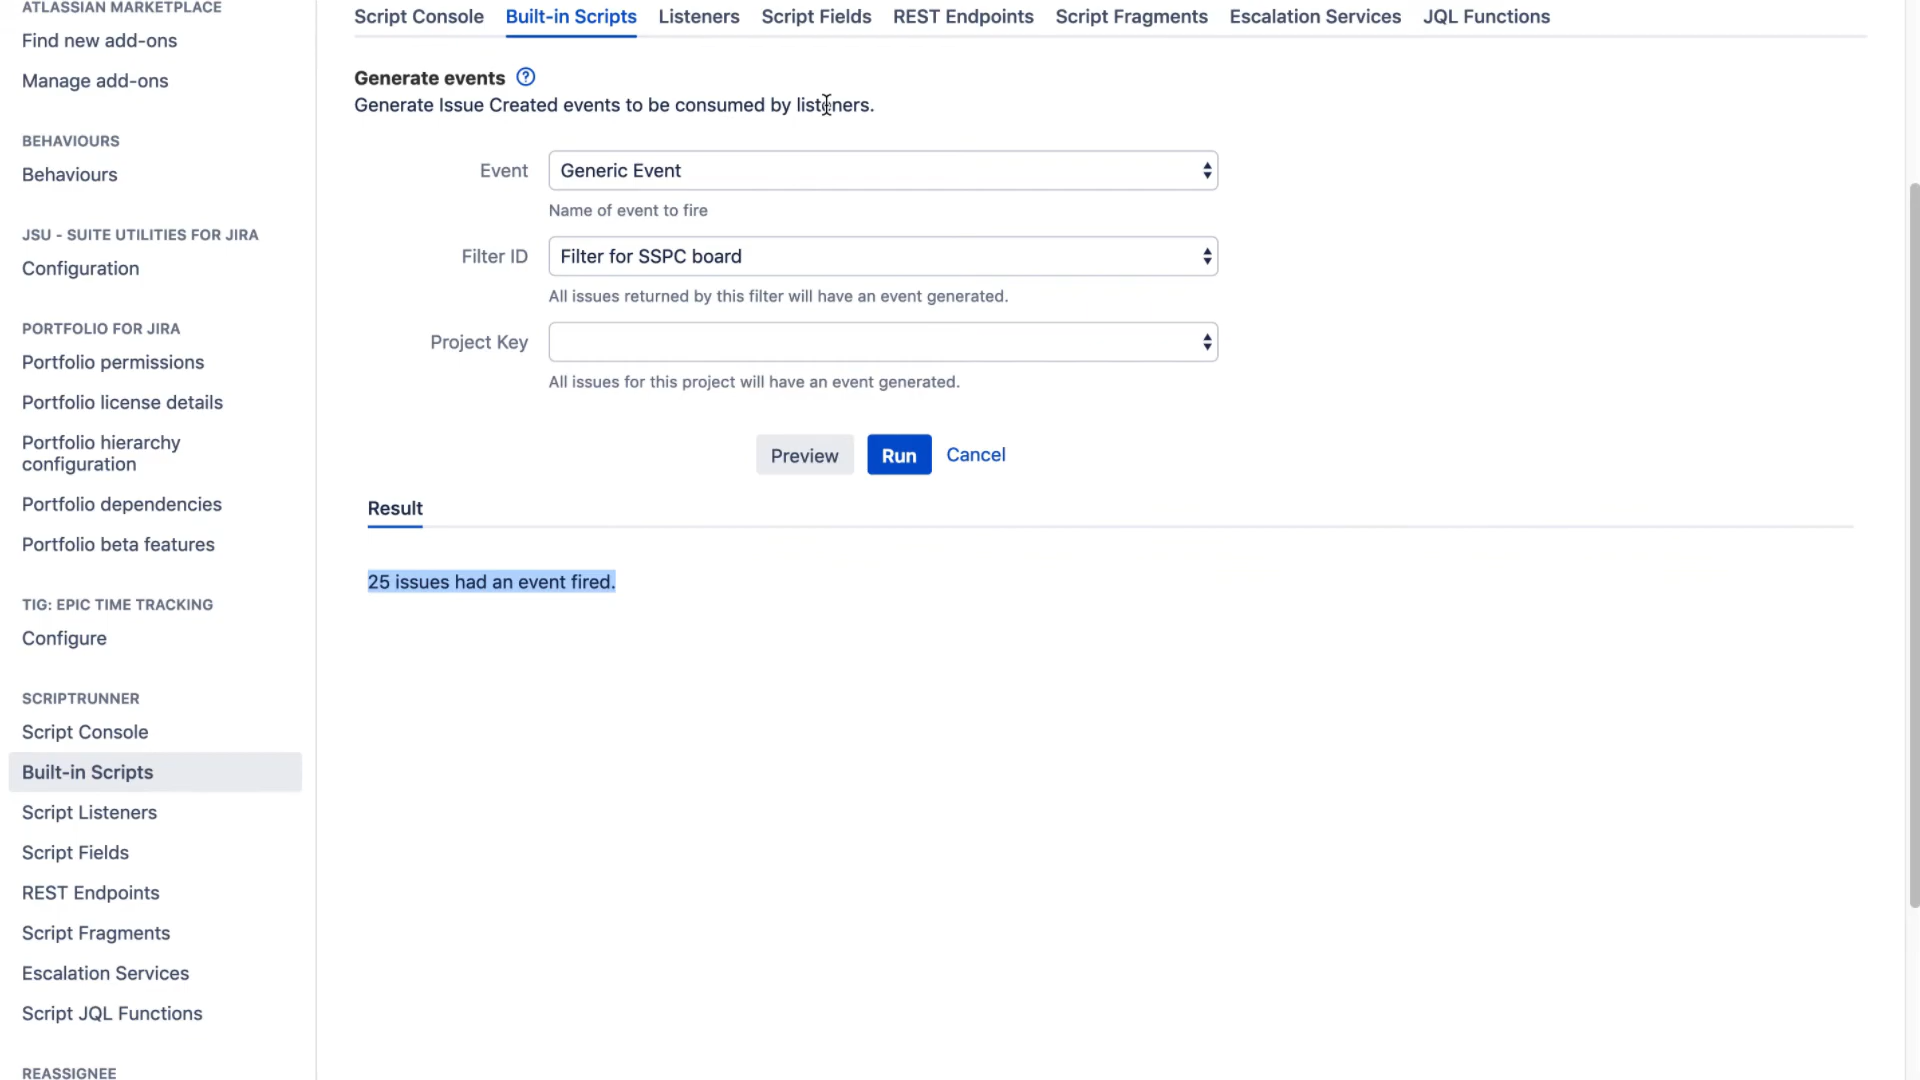 ATLASSIAN MARKETPLACE
Find new add-ons
Manage add-ons
BEHAVIOURS
Behaviours
JSU - SUITE UTILITIES FOR JIRA
Configuration
PORTFOLIO FOR JIRA
Portfolio permissions
Portfolio license details
Portfolio hierarchy
configuration
Portfolio dependencies
Portfolio beta features
TIG: EPIC TIME TRACKING
Configure
SCRIPTRUNNER
Script Console
Built-in Scripts
Script Listeners
Script Fields
REST Endpoints
Script Fragments
Escalation Services
Script JQL Functions
REASSIGNEE
Script Console Built-in Scripts Listeners Script Fields REST Endpoints Script Fragments Escalation Services JQL Functions
Generate events ?
Generate Issue Created events to be consumed by listeners.
Event Generic Event
Name of event to fire
Filter ID Filter for SSPC board
All issues returned by this filter will have an event generated.
Project Key
All issues for this project will have an event generated.
Preview Run Cancel
Result
25 issues had an event fired.